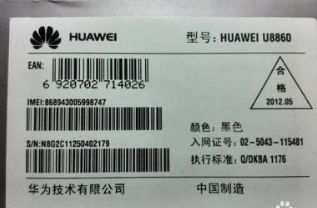 HUAWEI
型号: HUAWEI U8860
EAN:
6 920702 714026
合
格
2012.05
IMEI:868943005998747
颜色: 黑色
S/N:N8G2C11250402179
入网证号: 02-5043-115481
执行标准: Q/DKBA 1176
华为技术有限公司
中国制造